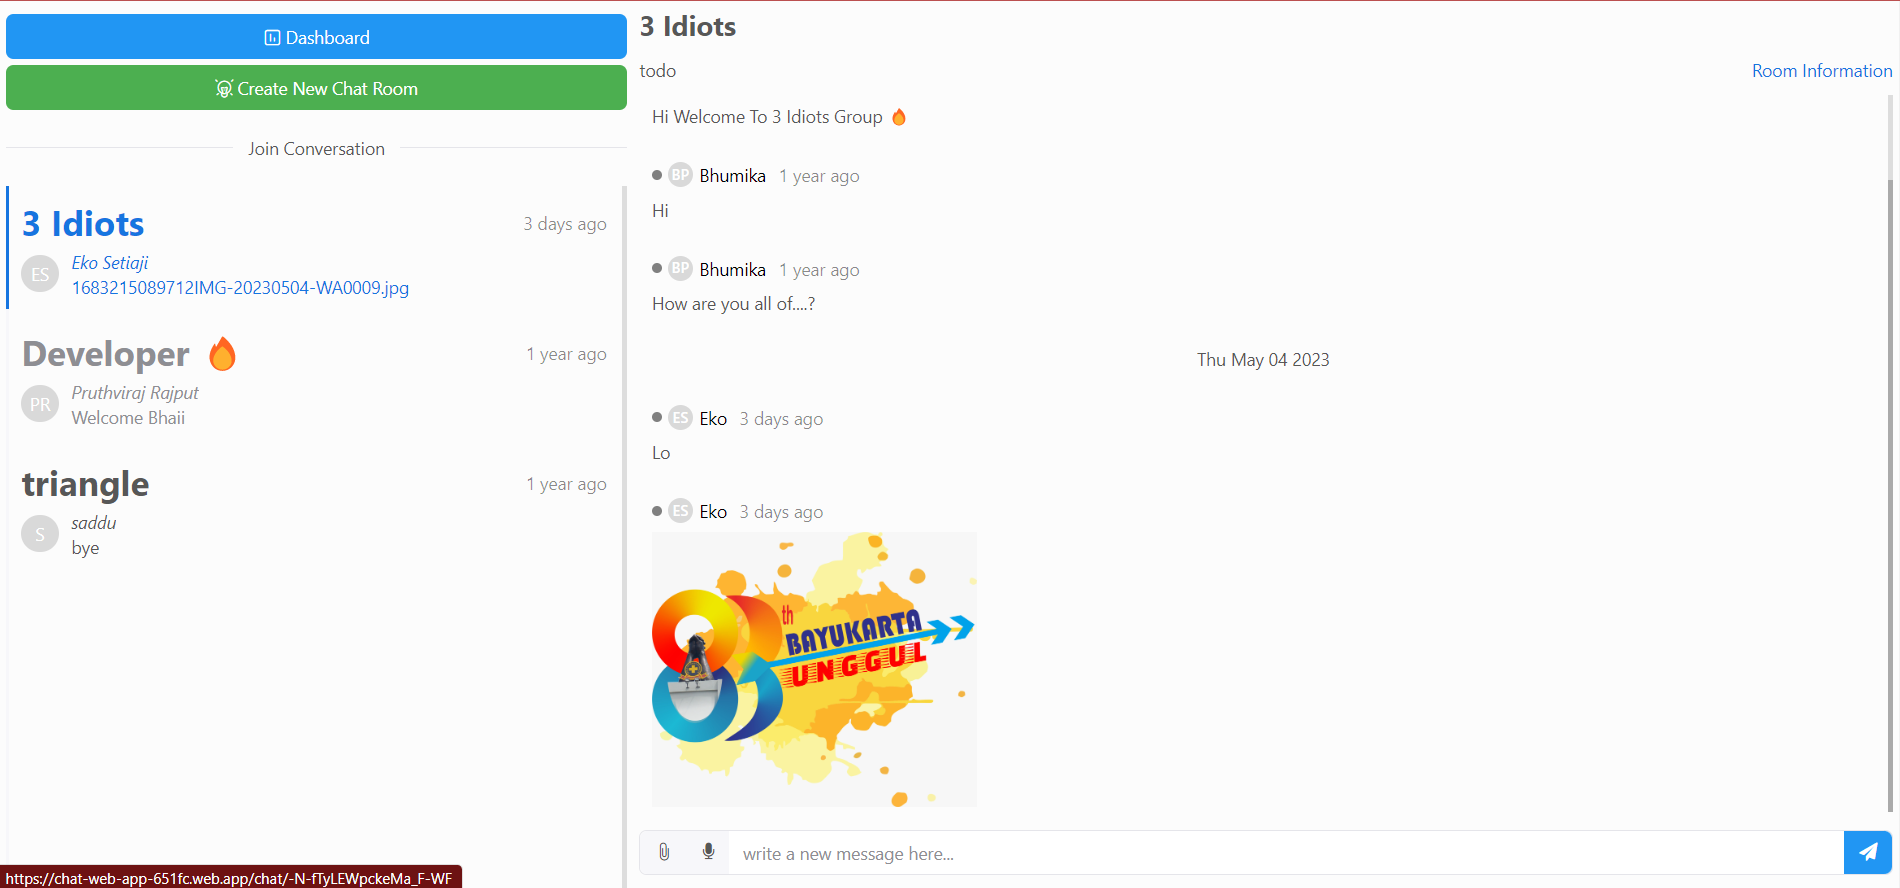 Dashboard
Create New Chat Room
Join Conversation
3 Idiots
3 days ago
ES
Eko Setiaji
1683215089712IMG-20230504-WA0009.jpg
Developer 🔥
1 year ago
PR
Pruthviraj Rajput
Welcome Bhaii
triangle
1 year ago
S
saddu
bye
https://chat-web-app-651fc.web.app/chat/-N-fTyLEWpckeMa_F-WF
3 Idiots
todo
Room Information
Hi Welcome To 3 Idiots Group 🔥
BP Bhumika 1 year ago
Hi
BP Bhumika 1 year ago
How are you all of....?
Thu May 04 2023
ES Eko 3 days ago
Lo
ES Eko 3 days ago
83th
BAYUKARTA
UNGGUL
write a new message here...